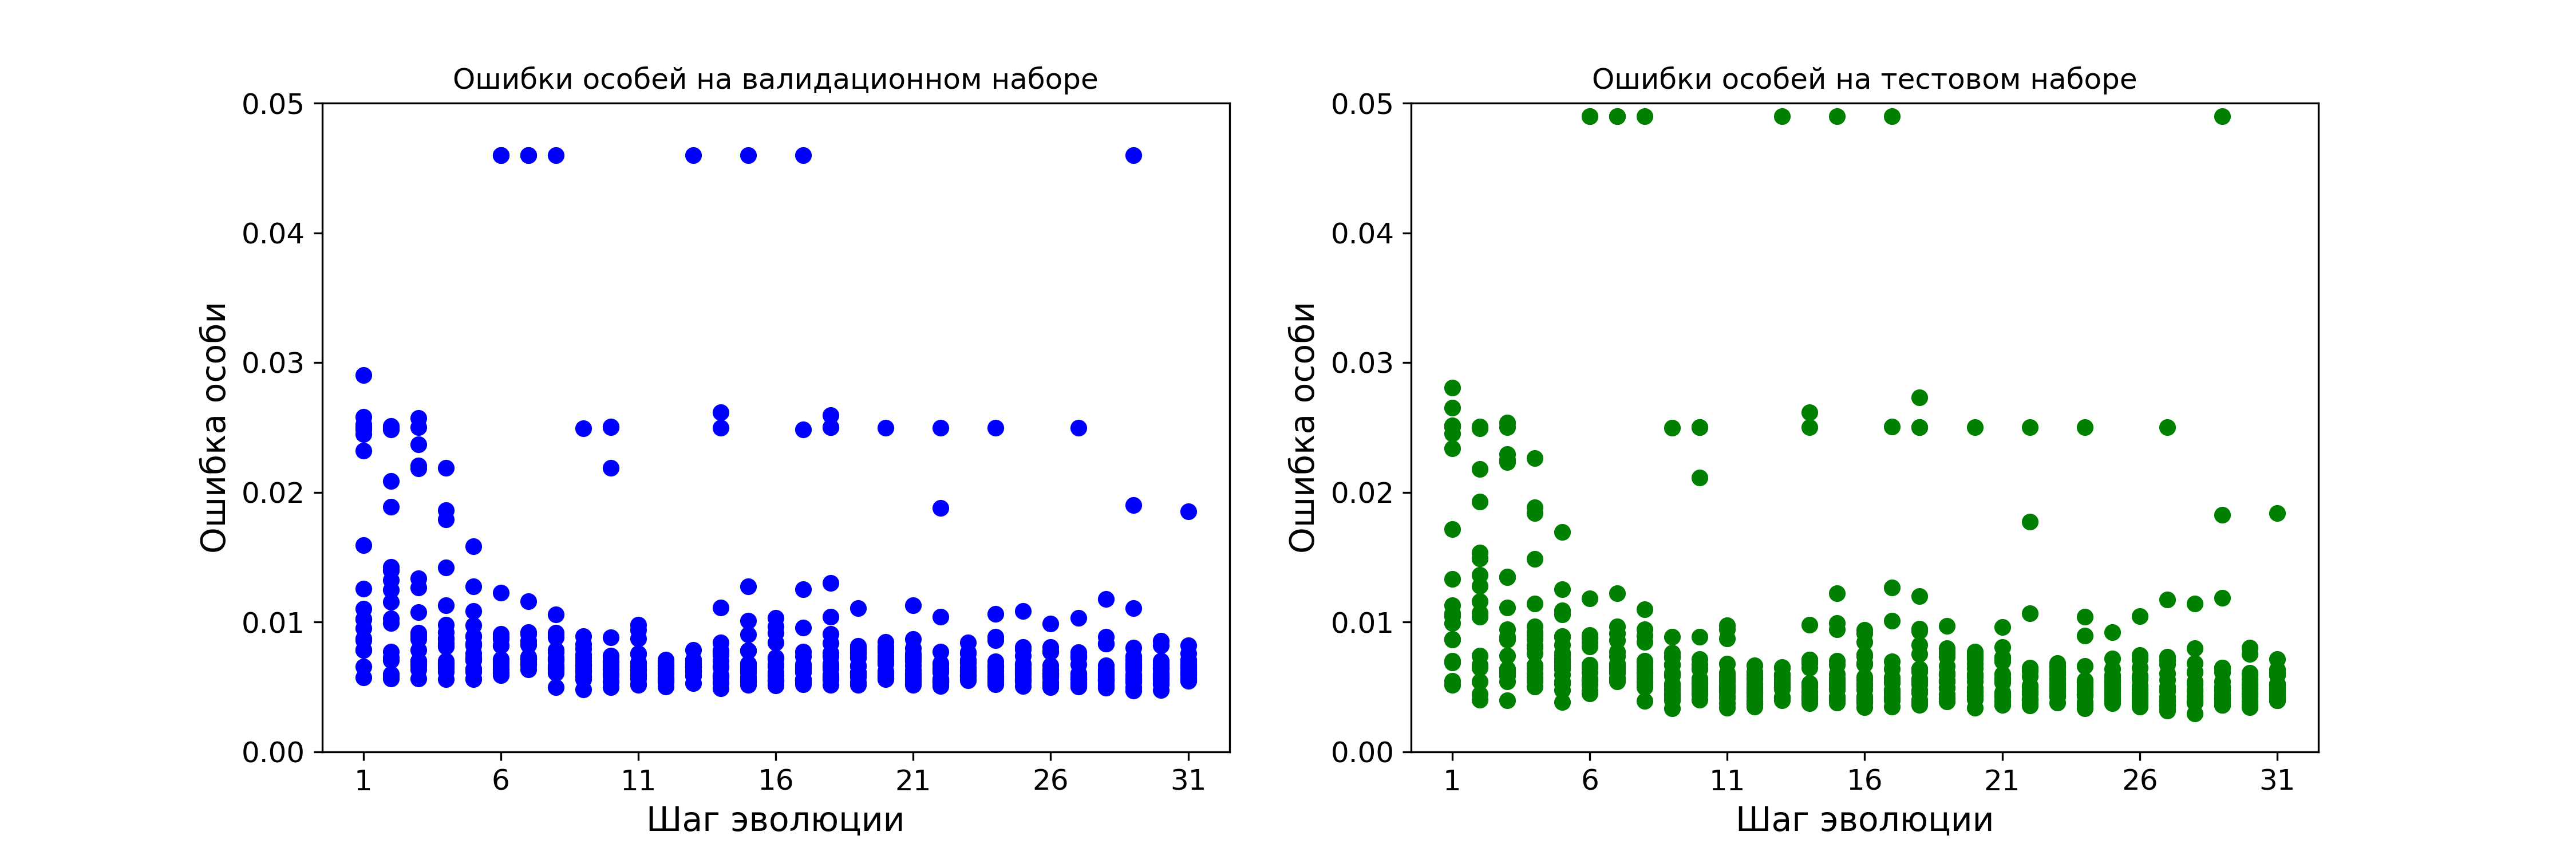 Ошибки особей на валидационном наборе
0.05
0.04
0.03
0.02
0.01
0.00
Ошибка особи
1 6 11 16 21 26 31
Шаг эволюции
Ошибки особей на тестовом наборе
0.05
0.04
0.03
0.02
0.01
0.00
Ошибка особи
1 6 11 16 21 26 31
Шаг эволюции